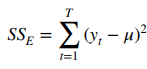 $SS_E = \sum_{t=1}^{T} (y_t - \mu)^2$